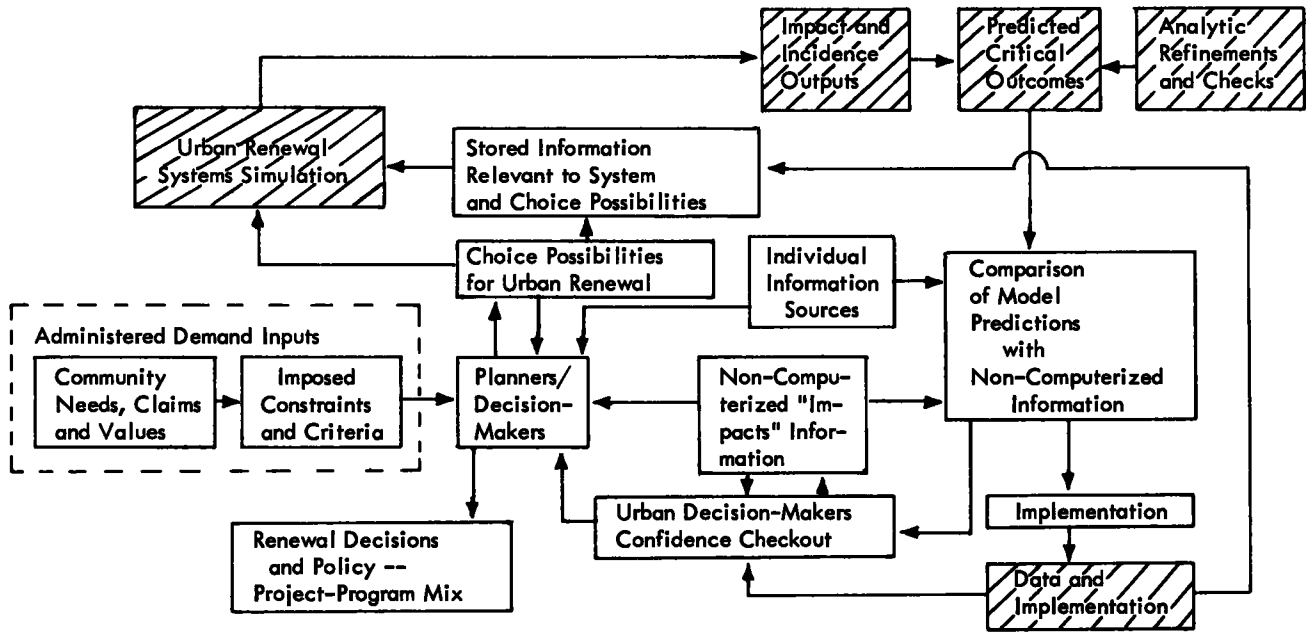 Impact and
Incidence
Outputs
Predicted
Critical
Outcomes
Analytic
Refinements
and Checks
Urban Renewal
Systems Simulation
Stored Information
Relevant to System
and Choice Possibilities
Choice Possibilities
for Urban Renewal
Individual
Information
Sources
Comparison
of Model
Predictions
with
Non-Computerized
Information
Administered Demand Inputs
Community
Needs, Claims
and Values
Imposed
Constraints
and Criteria
Planners/
Decision-
Makers
Non-Compu-
terized "Im-
pacts" Infor-
mation
Renewal Decisions
and Policy --
Project-Program Mix
Urban Decision-Makers
Confidence Checkout
Implementation
Data and
Implementation